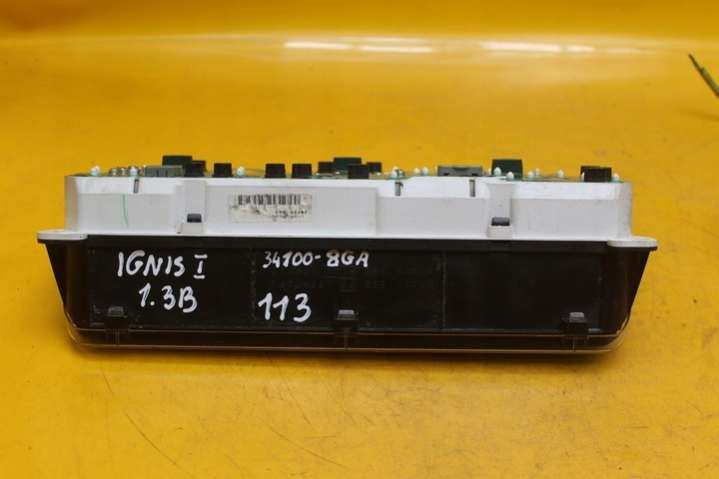 IGNIS I
1.3B
34100-8GA
113